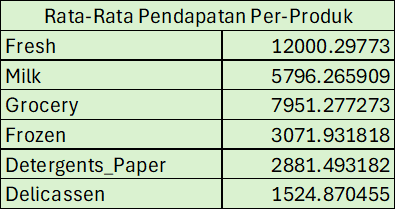 Rata-Rata Pendapatan Per-Produk
Fresh 12000.29773
Milk 5796.265909
Grocery 7951.277273
Frozen 3071.931818
Detergents_Paper 2881.493182
Delicassen 1524.870455